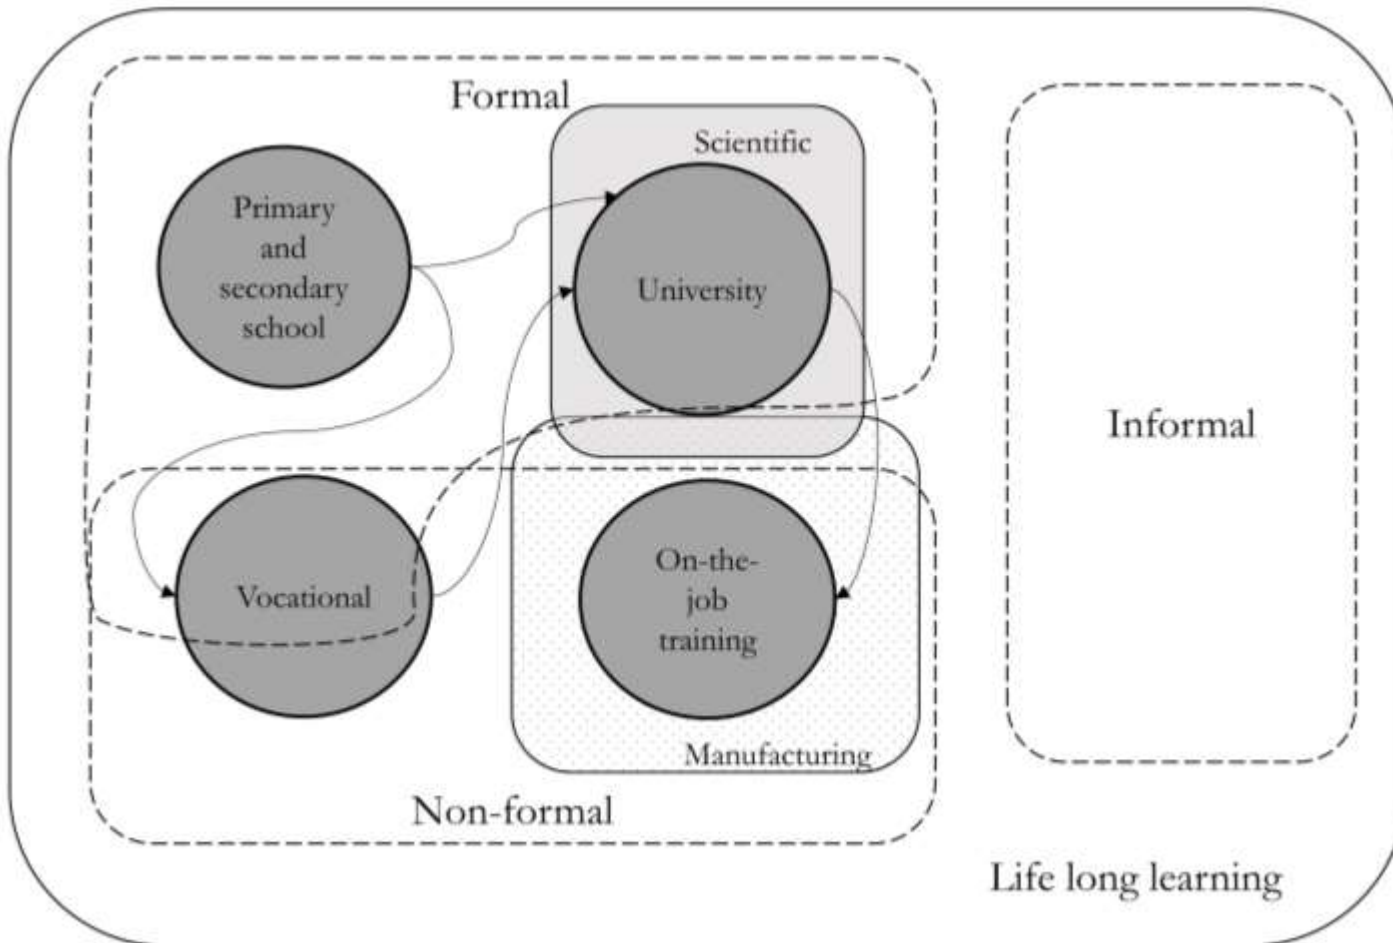 Formal
Scientific
Primary
and
secondary
school
University
Informal
Vocational
On-the-
job
training
Manufacturing
Non-formal
Life long learning